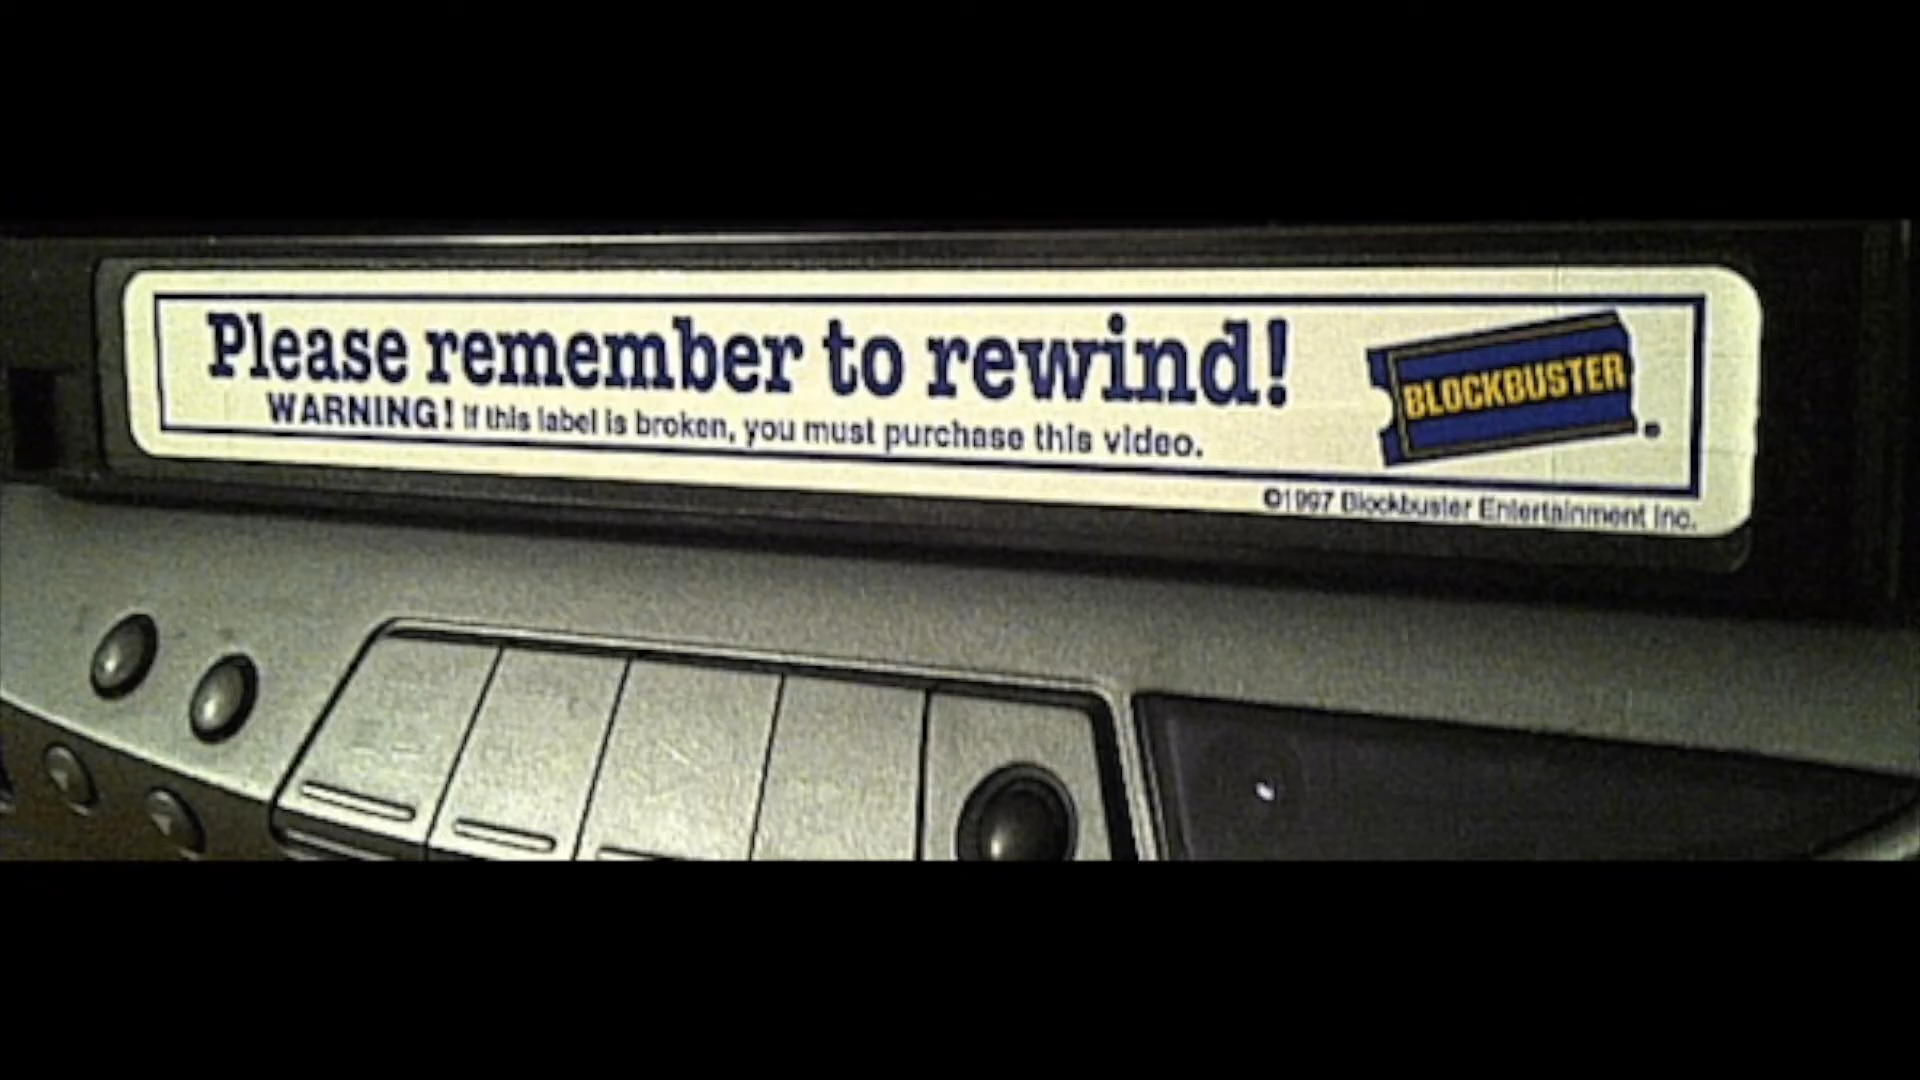 Please remember to rewind!
WARNING! If this label is broken, you must purchase this video.
BLOCKBUSTER
©1997 Blockbuster Entertainment Inc.